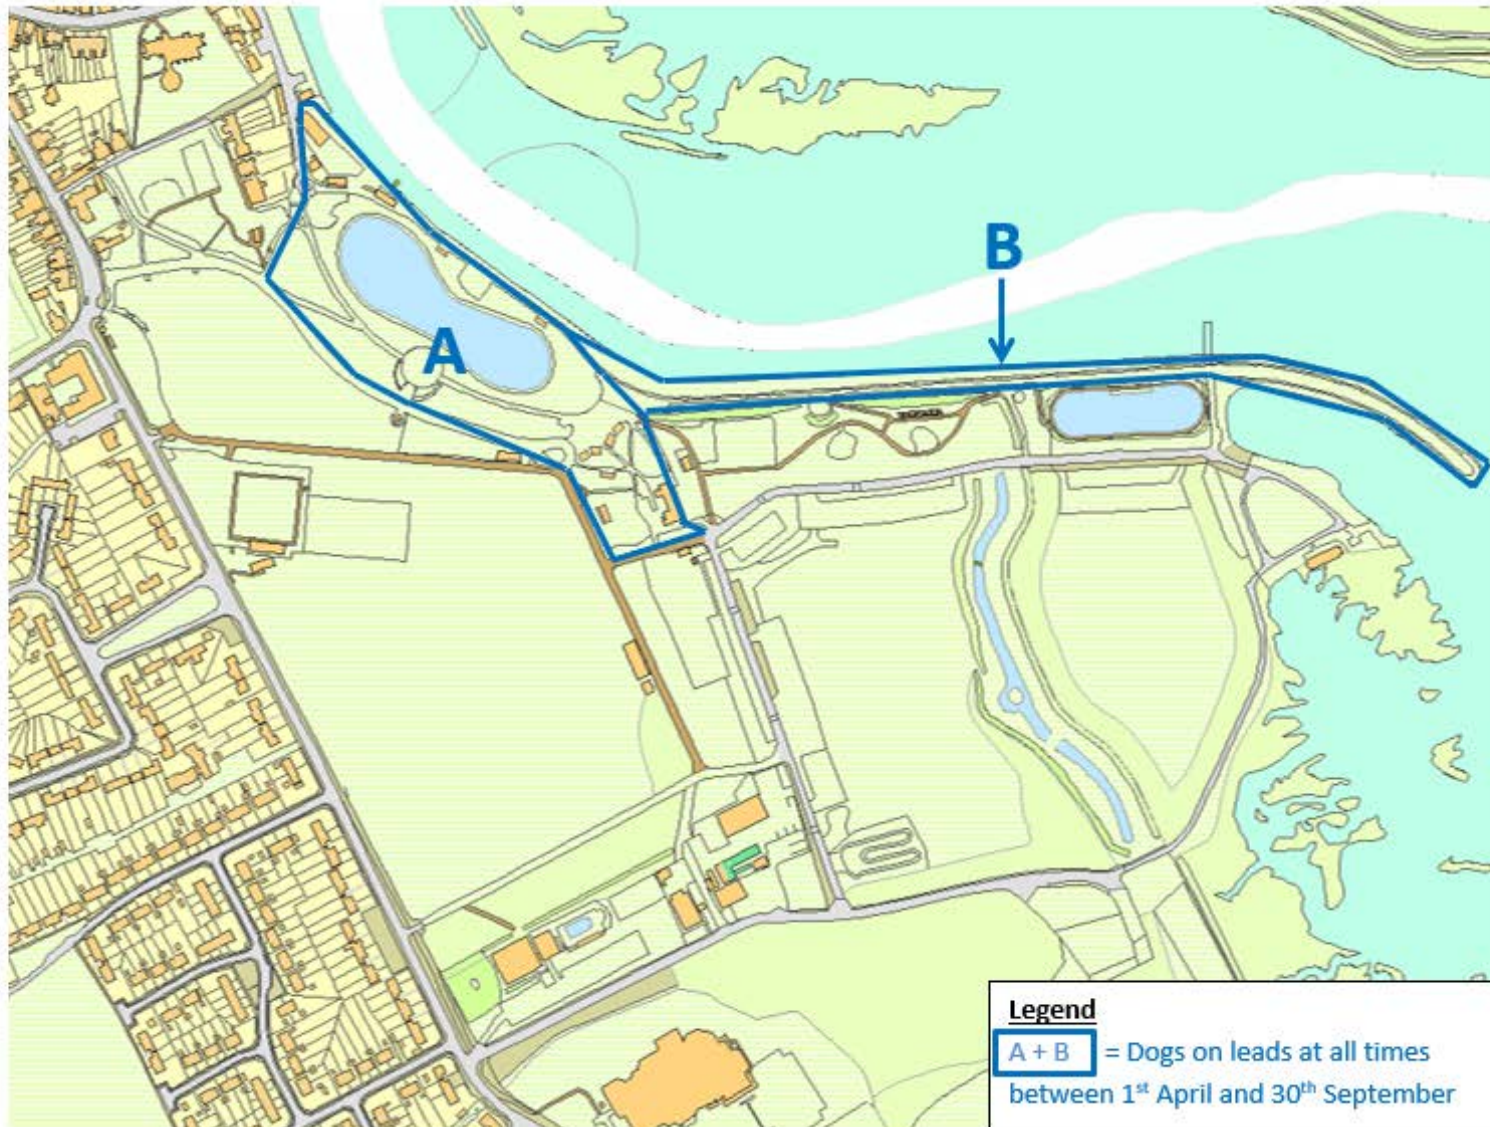 B
A
Legend
A + B = Dogs on leads at all times
between 1st April and 30th September